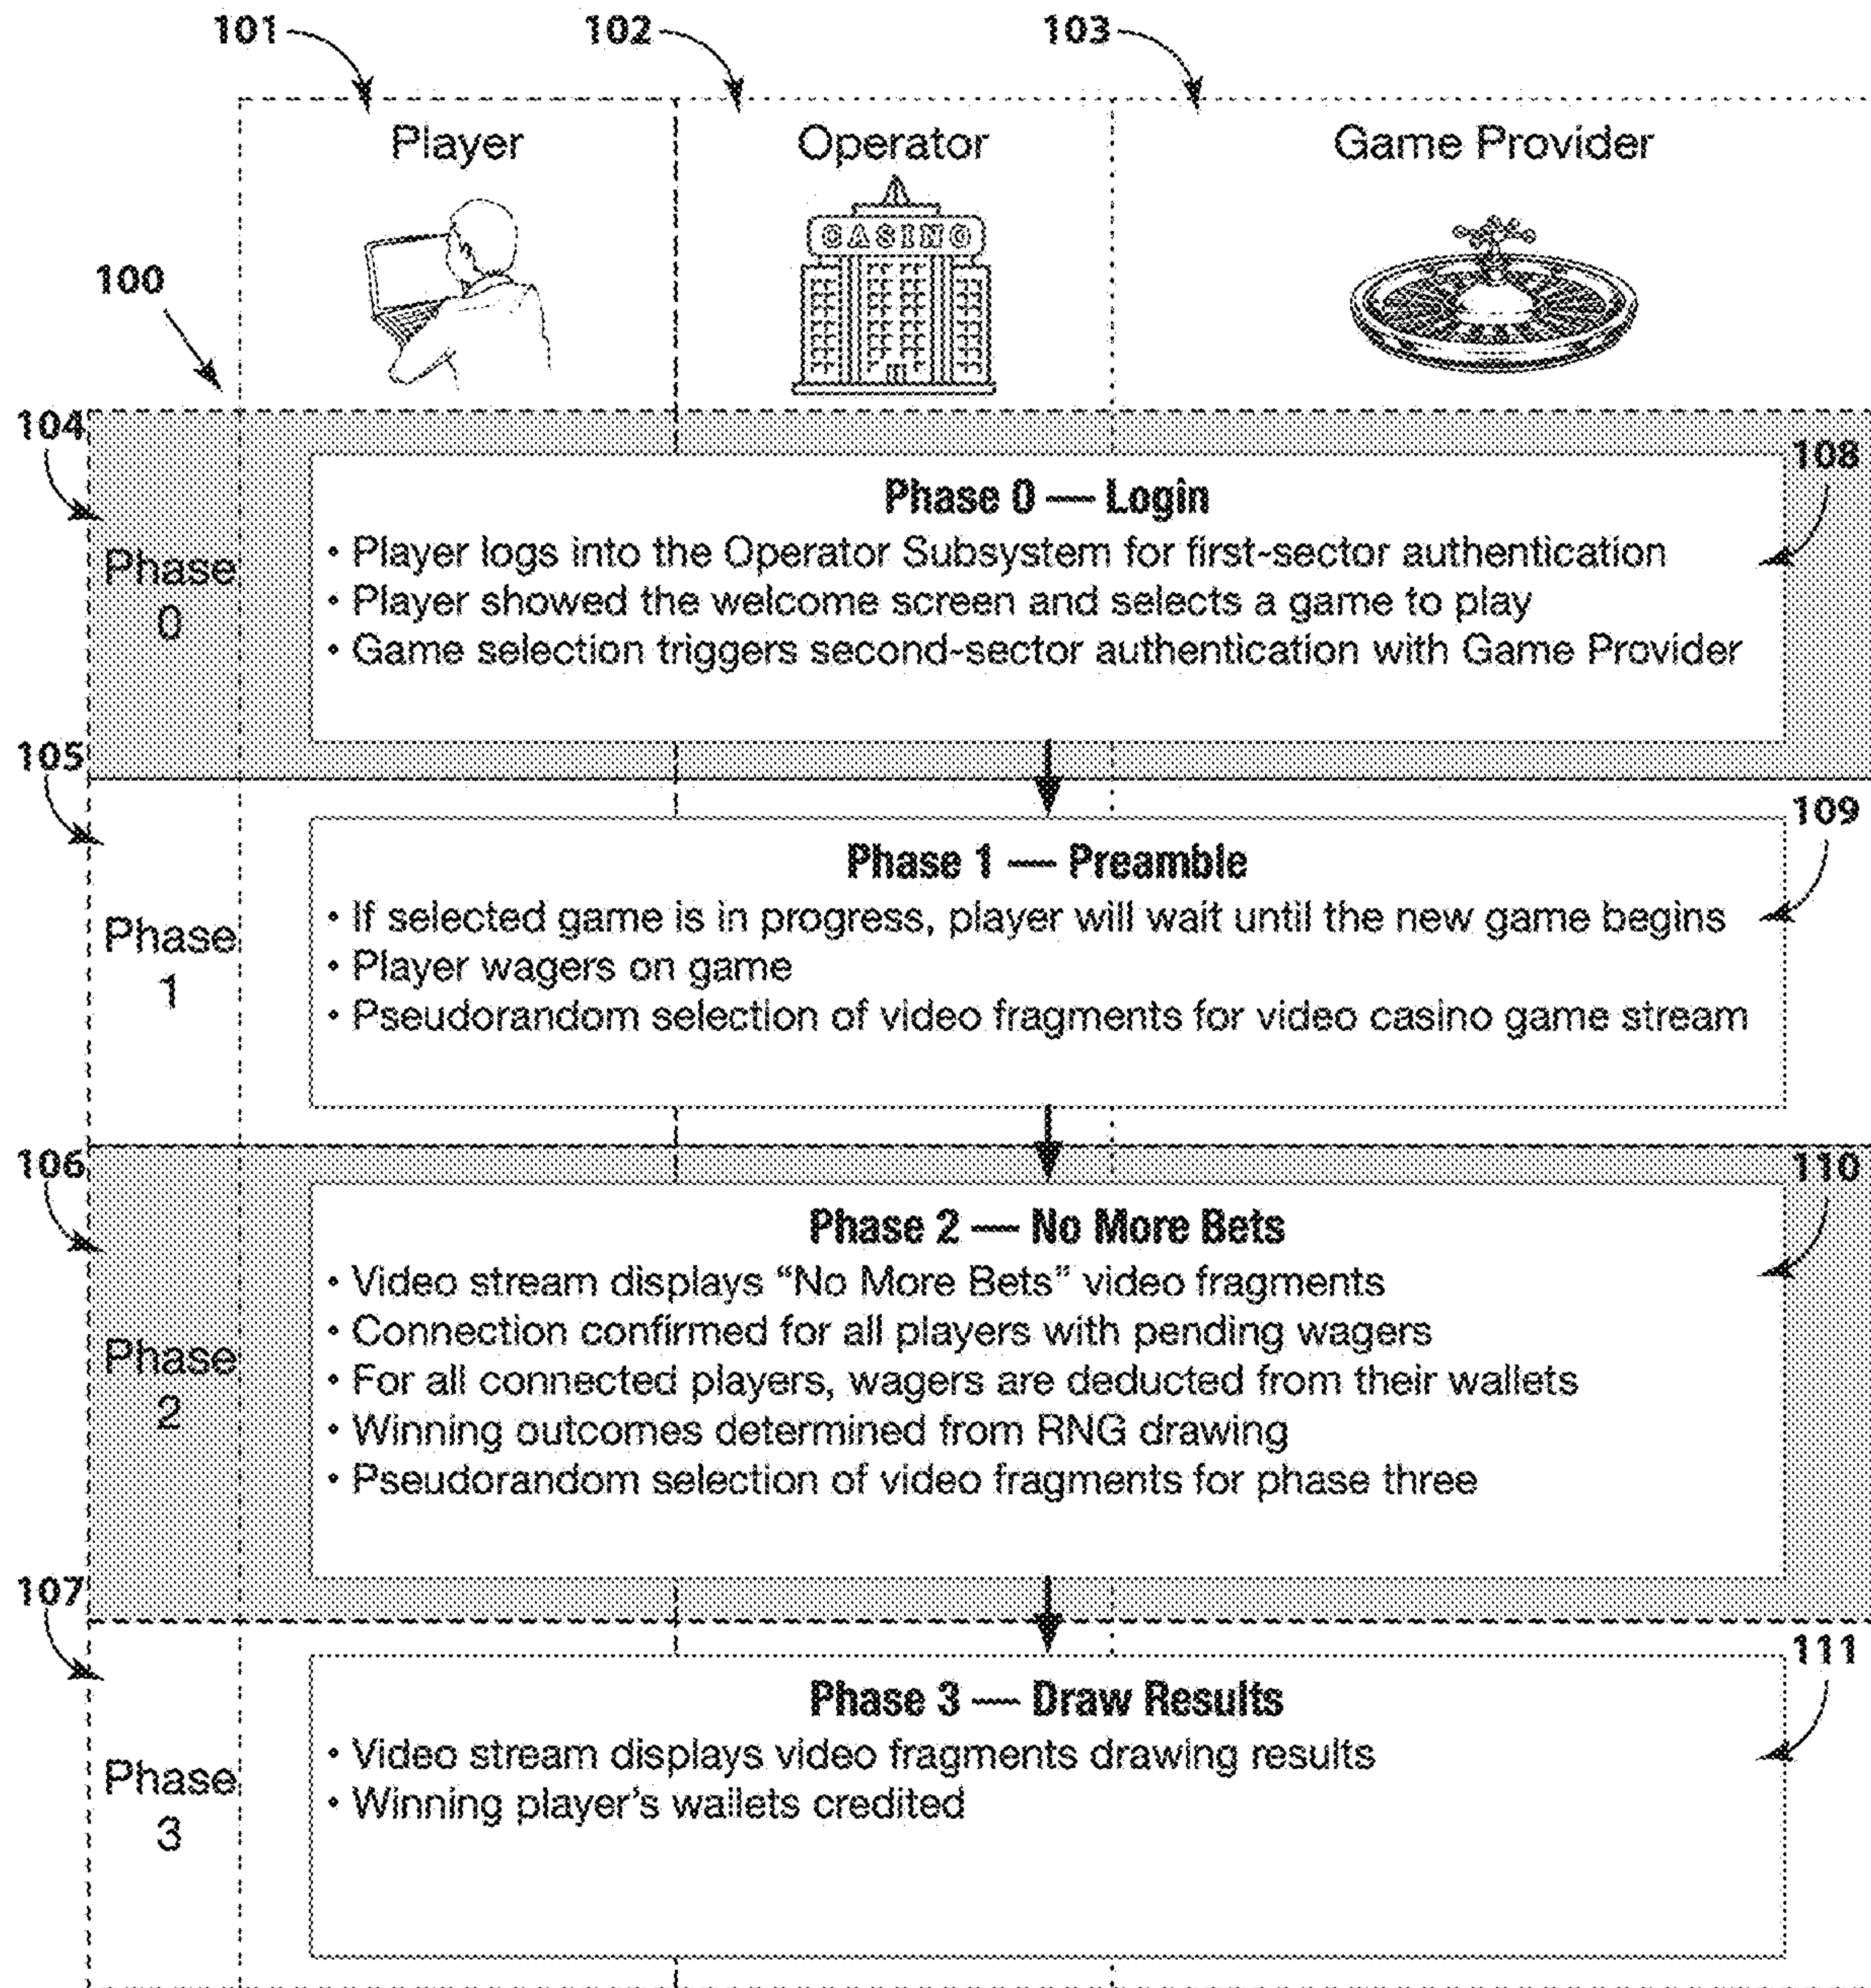 101
102
103
Player
Operator
Game Provider
CASINO
100
104
108
Phase 0 — Login
• Player logs into the Operator Subsystem for first-sector authentication
• Player showed the welcome screen and selects a game to play
• Game selection triggers second-sector authentication with Game Provider
Phase
0
105
109
Phase 1 — Preamble
• If selected game is in progress, player will wait until the new game begins
• Player wagers on game
• Pseudorandom selection of video fragments for video casino game stream
Phase
1
106
110
Phase 2 — No More Bets
• Video stream displays “No More Bets” video fragments
• Connection confirmed for all players with pending wagers
• For all connected players, wagers are deducted from their wallets
• Winning outcomes determined from RNG drawing
• Pseudorandom selection of video fragments for phase three
Phase
2
107
111
Phase 3 — Draw Results
• Video stream displays video fragments drawing results
• Winning player’s wallets credited
Phase
3